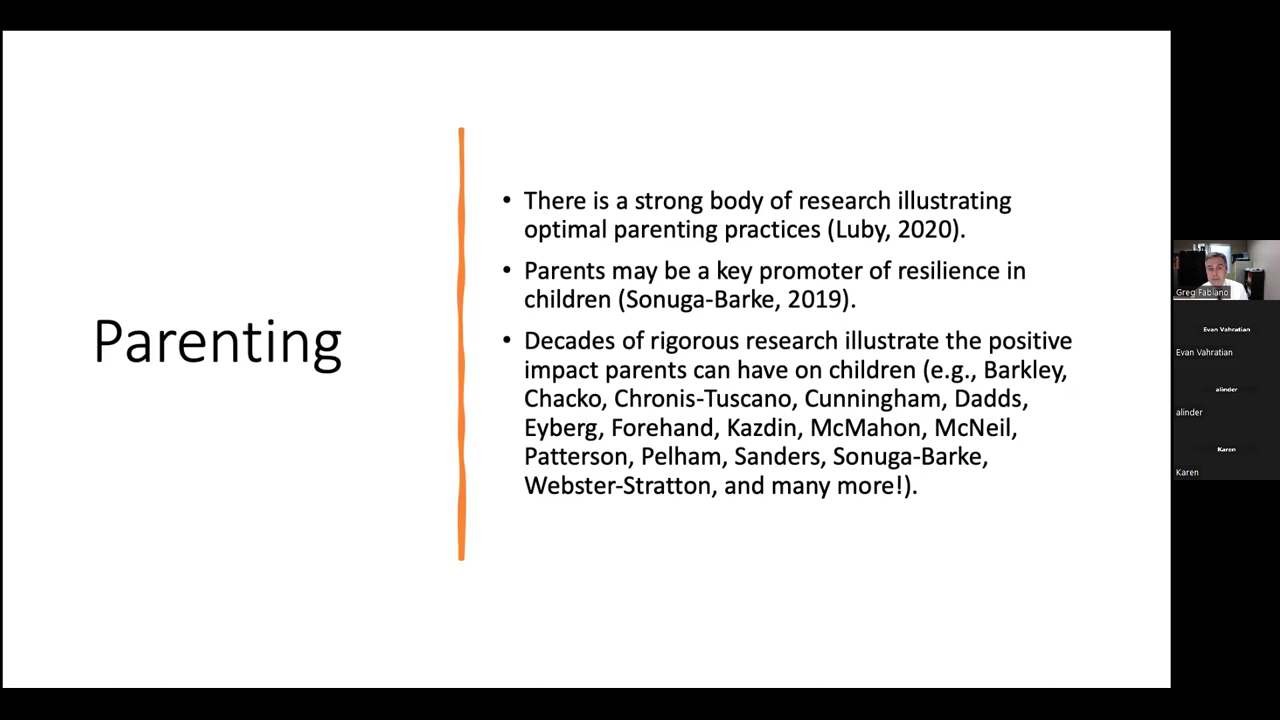 Parenting
• There is a strong body of research illustrating
optimal parenting practices (Luby, 2020).
• Parents may be a key promoter of resilience in
children (Sonuga-Barke, 2019).
• Decades of rigorous research illustrate the positive
impact parents can have on children (e.g., Barkley,
Chacko, Chronis-Tuscano, Cunningham, Dadds,
Eyberg, Forehand, Kazdin, McMahon, McNeil,
Patterson, Pelham, Sanders, Sonuga-Barke,
Webster-Stratton, and many more!).
Greg Fabiano
Evan Vahratian
Evan Vahratian
alinder
alinder
Karen
Karen